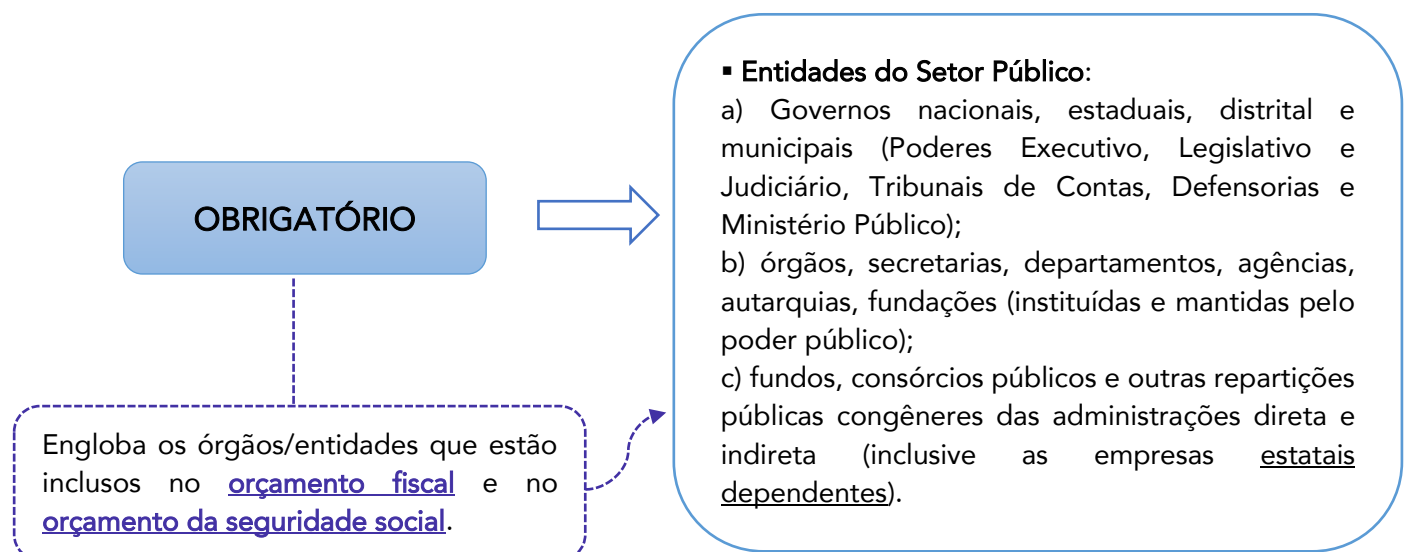 OBRIGATÓRIO
Engloba os órgãos/entidades que estão
inclusos no orçamento fiscal e no
orçamento da seguridade social.
▪ Entidades do Setor Público:
a) Governos nacionais, estaduais, distrital e
municipais (Poderes Executivo, Legislativo e
Judiciário, Tribunais de Contas, Defensorias e
Ministério Público);
b) órgãos, secretarias, departamentos, agências,
autarquias, fundações (instituídas e mantidas pelo
poder público);
c) fundos, consórcios públicos e outras repartições
públicas congêneres das administrações direta e
indireta (inclusive as empresas estatais
dependentes).